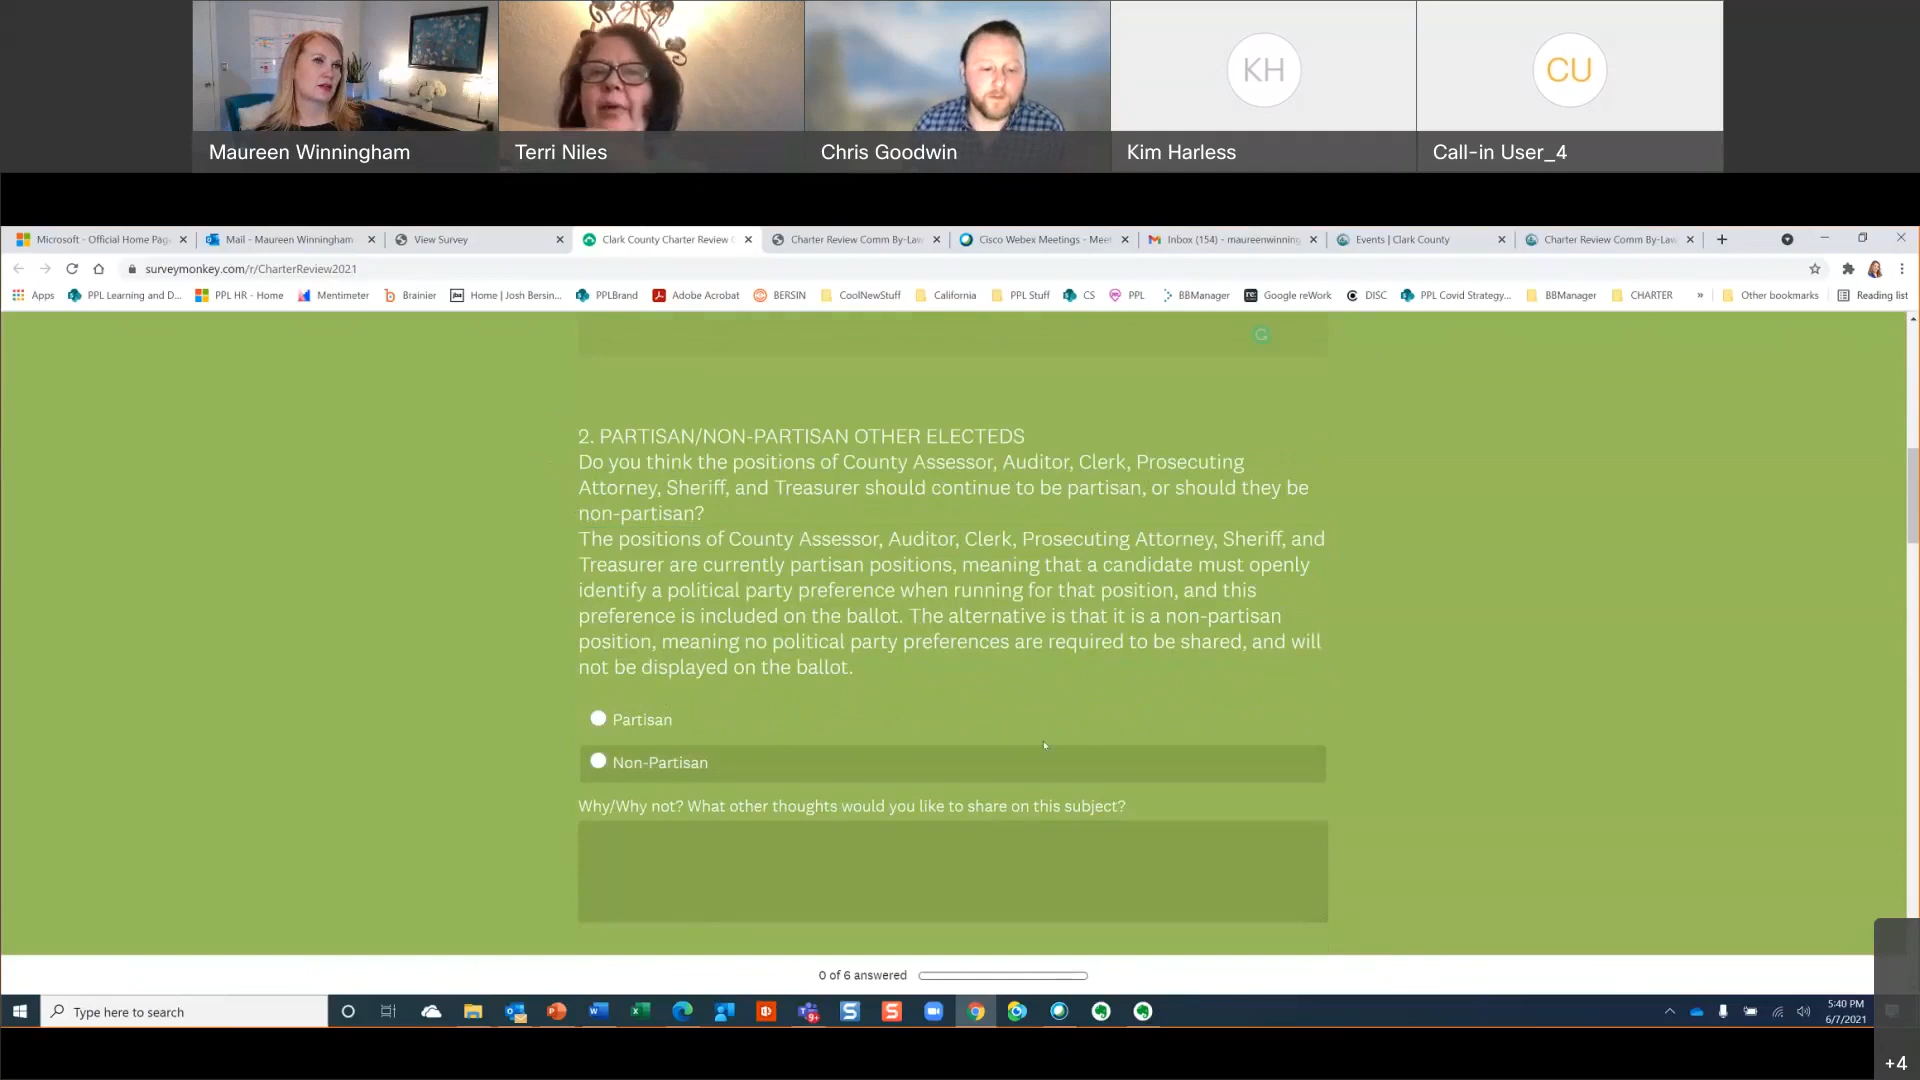 KH
CU
Maureen Winningham
Terri Niles
Chris Goodwin
Kim Harless
Call-in User_4
Microsoft - Official Home Pag
Mail - Maureen Winningham
View Survey
Clark County Charter Review C
Charter Review Comm By-Law
Cisco Webex Meetings - Meet
Inbox (154) - maureenwinning
Events | Clark County
Charter Review Comm By-Law
surveymonkey.com/r/CharterReview2021
Apps
PPL Learning and D...
PPL HR - Home
Mentimeter
Brainier
Home | Josh Bersin...
PPLBrand
Adobe Acrobat
BERSIN
CoolNewStuff
California
PPL Stuff
CS
PPL
BBManager
Google reWork
DISC
PPL Covid Strategy...
BBManager
CHARTER
»
Other bookmarks
Reading list
2. PARTISAN/NON-PARTISAN OTHER ELECTEDS
Do you think the positions of County Assessor, Auditor, Clerk, Prosecuting
Attorney, Sheriff, and Treasurer should continue to be partisan, or should they be
non-partisan?
The positions of County Assessor, Auditor, Clerk, Prosecuting Attorney, Sheriff, and
Treasurer are currently partisan positions, meaning that a candidate must openly
identify a political party preference when running for that position, and this
preference is included on the ballot. The alternative is that it is a non-partisan
position, meaning no political party preferences are required to be shared, and will
not be displayed on the ballot.
Partisan
Non-Partisan
Why/Why not? What other thoughts would you like to share on this subject?
0 of 6 answered
Type here to search
9+
5:40 PM
6/7/2021
+4